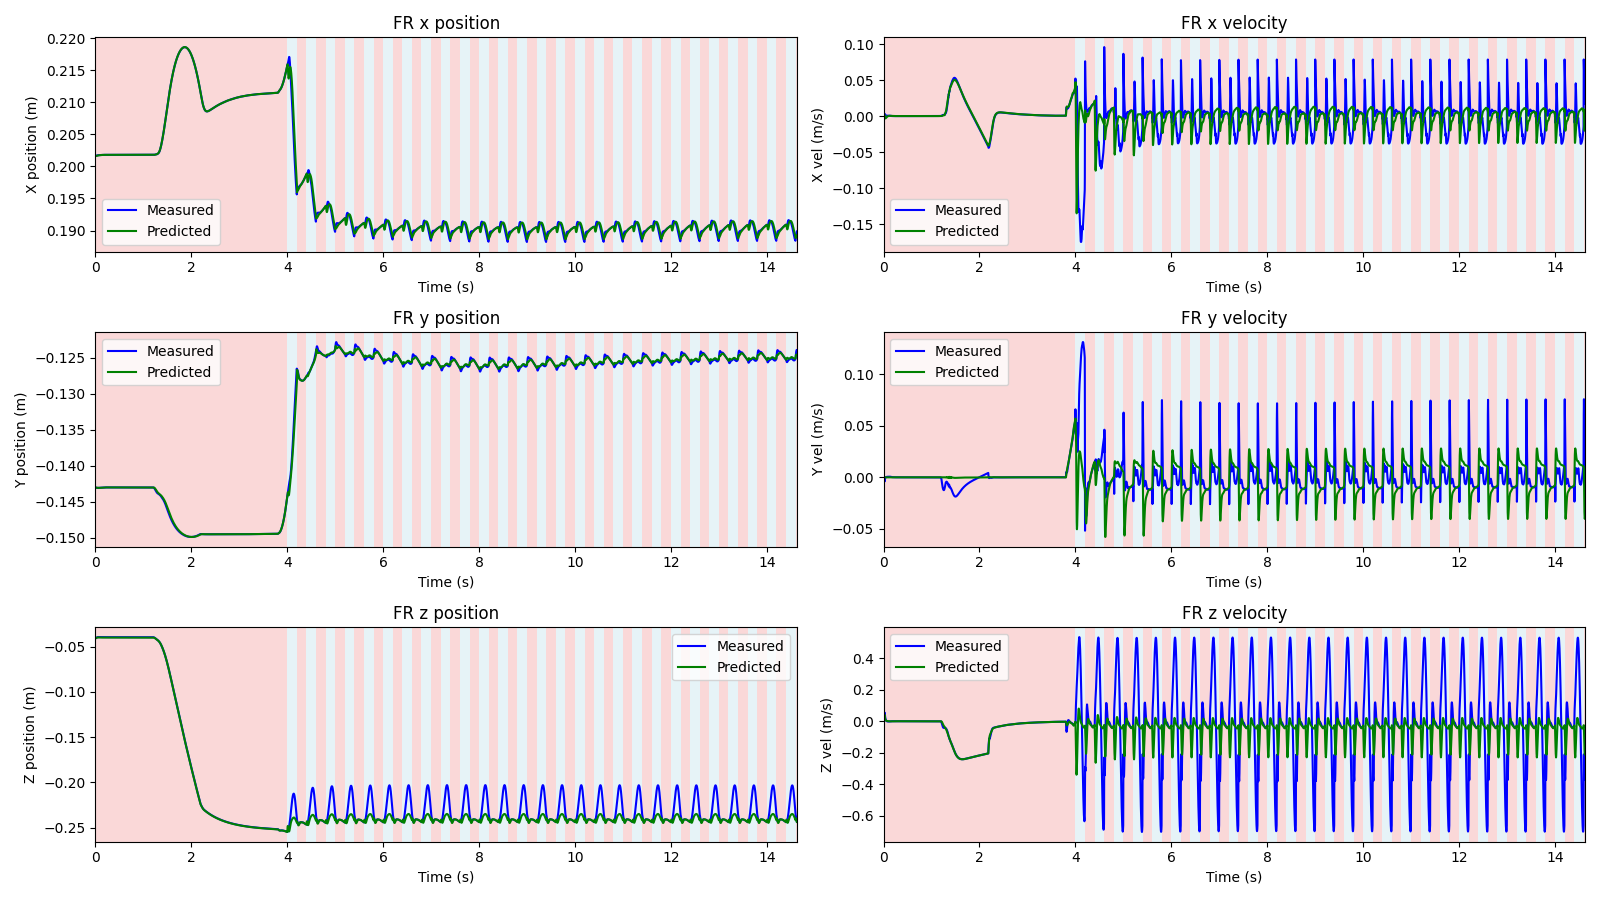 FR x position
X position (m)
0.220
0.215
0.210
0.205
0.200
0.195
0.190
Measured
Predicted
0 2 4 6 8 10 12 14
Time (s)
FR x velocity
X vel (m/s)
0.10
0.05
0.00
−0.05
−0.10
−0.15
Measured
Predicted
0 2 4 6 8 10 12 14
Time (s)
FR y position
Y position (m)
−0.125
−0.130
−0.135
−0.140
−0.145
−0.150
Measured
Predicted
0 2 4 6 8 10 12 14
Time (s)
FR y velocity
Y vel (m/s)
0.10
0.05
0.00
−0.05
Measured
Predicted
0 2 4 6 8 10 12 14
Time (s)
FR z position
Z position (m)
−0.05
−0.10
−0.15
−0.20
−0.25
Measured
Predicted
0 2 4 6 8 10 12 14
Time (s)
FR z velocity
Z vel (m/s)
0.4
0.2
0.0
−0.2
−0.4
−0.6
Measured
Predicted
0 2 4 6 8 10 12 14
Time (s)